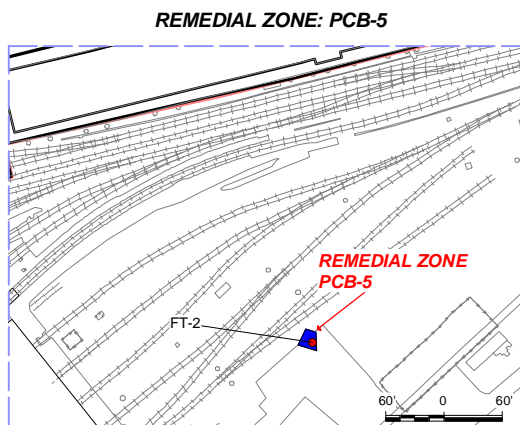 REMEDIAL ZONE: PCB-5
REMEDIAL ZONE
PCB-5
FT-2
60' 0 60'